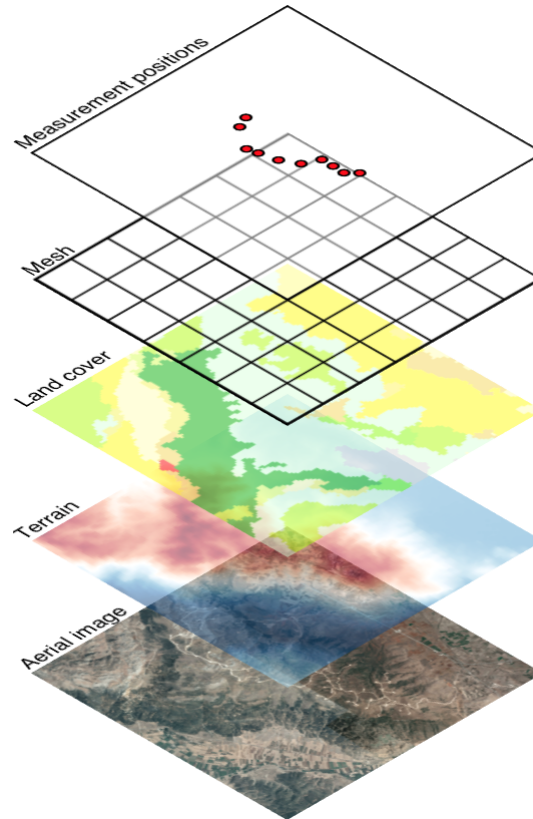 Measurement positions
Mesh
Land cover
Terrain
Aerial image